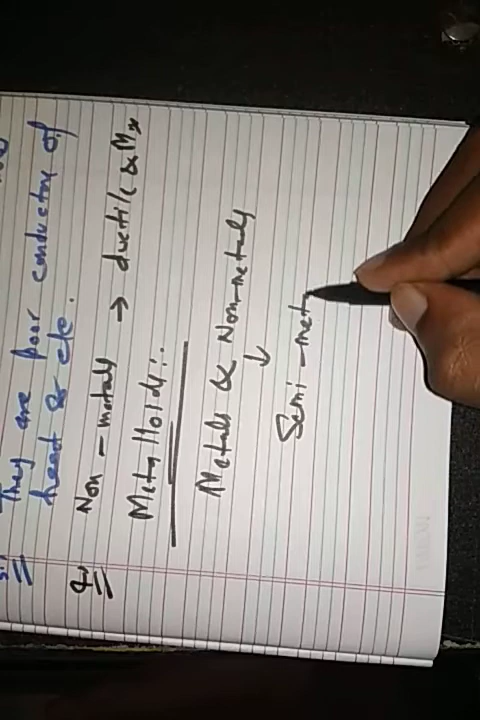 They are poor conductor of
heat & ele.
Non-metals → ductile & M
Metalloids:-
Metals & Non-metals
↓
Semi-met